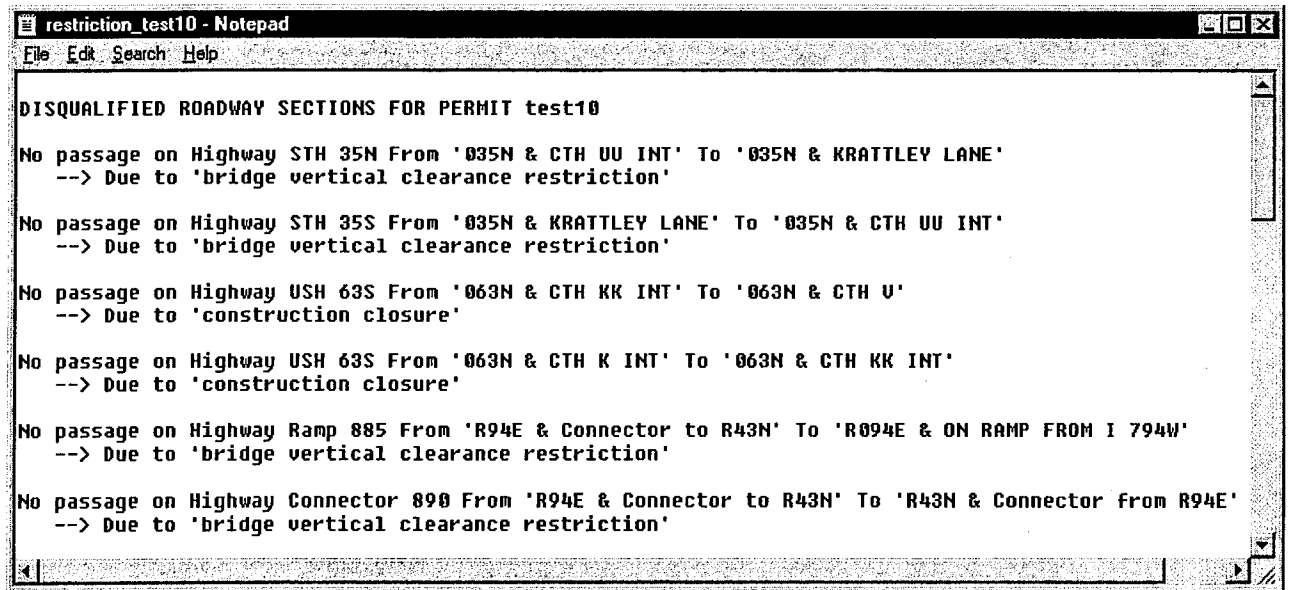 restriction_test10 - Notepad
File Edit Search Help
DISQUALIFIED ROADWAY SECTIONS FOR PERMIT test10
No passage on Highway STH 35N From '035N & CTH UU INT' To '035N & KRATTLEY LANE'
--> Due to 'bridge vertical clearance restriction'
No passage on Highway STH 35S From '035N & KRATTLEY LANE' To '035N & CTH UU INT'
--> Due to 'bridge vertical clearance restriction'
No passage on Highway USH 63S From '063N & CTH KK INT' To '063N & CTH V'
--> Due to 'construction closure'
No passage on Highway USH 63S From '063N & CTH K INT' To '063N & CTH KK INT'
--> Due to 'construction closure'
No passage on Highway Ramp 885 From 'R94E & Connector to R43N' To 'R094E & ON RAMP FROM I 794W'
--> Due to 'bridge vertical clearance restriction'
No passage on Highway Connector 890 From 'R94E & Connector to R43N' To 'R43N & Connector from R94E'
--> Due to 'bridge vertical clearance restriction'